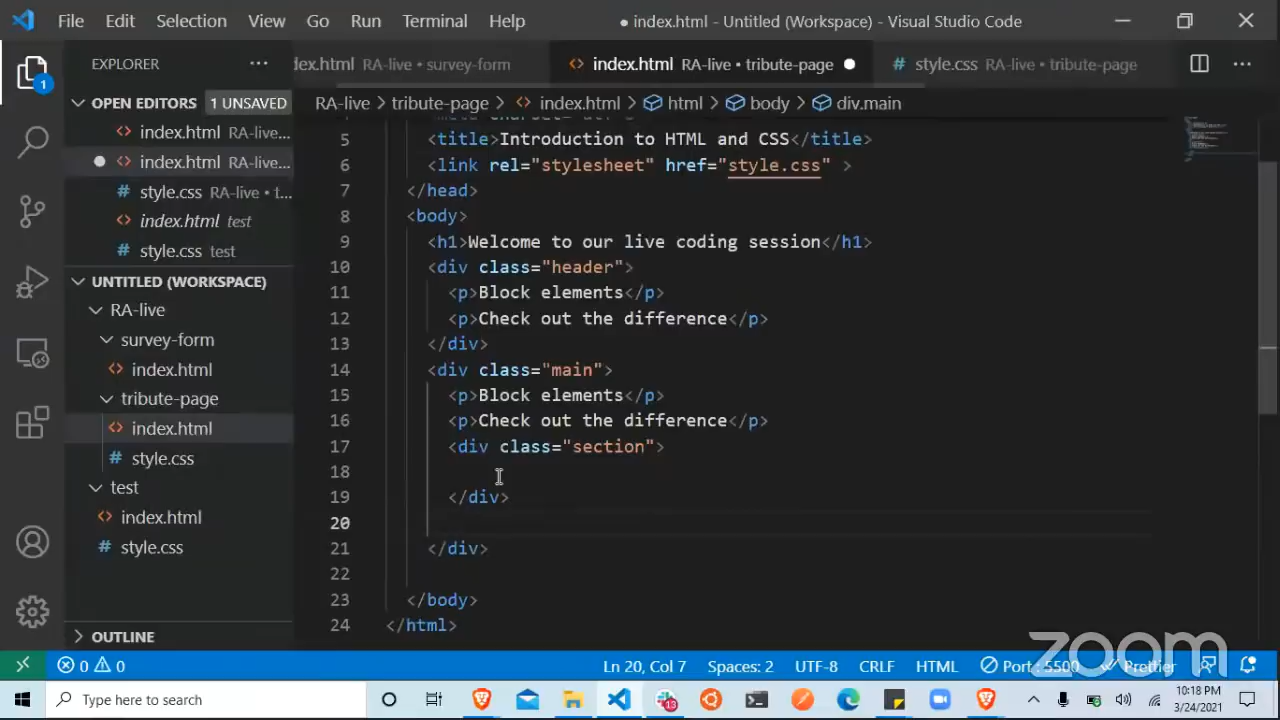 File Edit Selection View Go Run Terminal Help
● index.html - Untitled (Workspace) - Visual Studio Code
EXPLORER ...
dex.html RA-live • survey-form
<> index.html RA-live • tribute-page ●
# style.css RA-live • tribute-page
...
OPEN EDITORS 1 UNSAVED
<> index.html RA-live...
● <> index.html RA-live...
# style.css RA-live • t...
<> index.html test
# style.css test
UNTITLED (WORKSPACE)
RA-live
survey-form
<> index.html
tribute-page
<> index.html
# style.css
test
<> index.html
# style.css
OUTLINE
1
RA-live > tribute-page > <> index.html > html > body > div.main
5 <title>Introduction to HTML and CSS</title>
6 <link rel="stylesheet" href="style.css" >
7 </head>
8 <body>
9 <h1>Welcome to our live coding session</h1>
10 <div class="header">
11 <p>Block elements</p>
12 <p>Check out the difference</p>
13 </div>
14 <div class="main">
15 <p>Block elements</p>
16 <p>Check out the difference</p>
17 <div class="section">
18
19 </div>
20
21 </div>
22
23 </body>
24 </html>
zoom
0 0 Ln 20, Col 7 Spaces: 2 UTF-8 CRLF HTML Port : 5500 Prettier
Type here to search
13
10:18 PM
3/24/2021